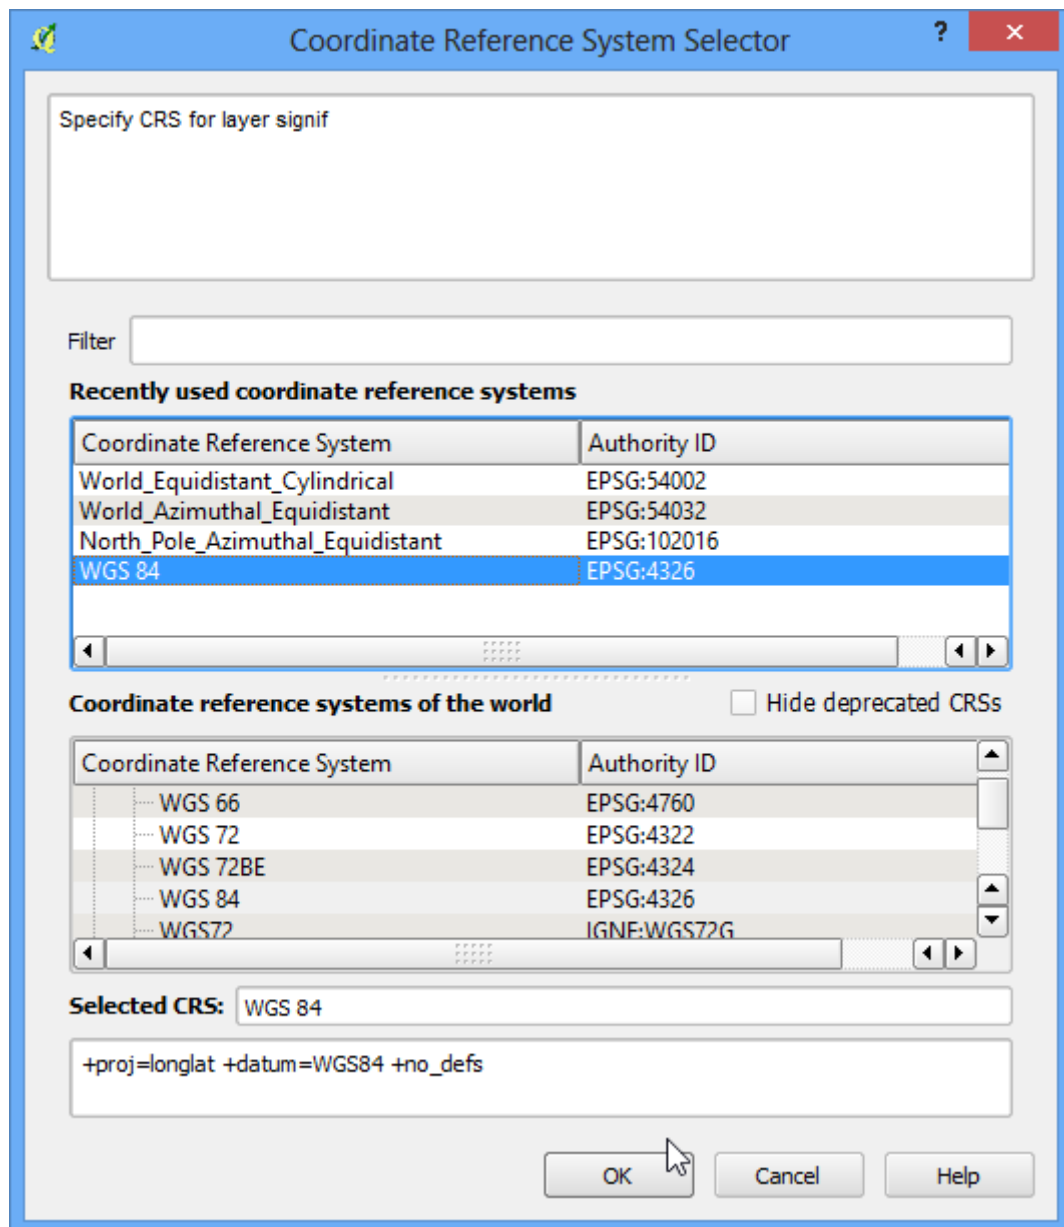 Coordinate Reference System Selector ?
Specify CRS for layer signif
Filter
Recently used coordinate reference systems
Coordinate Reference System Authority ID
World_Equidistant_Cylindrical EPSG:54002
World_Azimuthal_Equidistant EPSG:54032
North_Pole_Azimuthal_Equidistant EPSG:102016
WGS 84 EPSG:4326
Coordinate reference systems of the world Hide deprecated CRSs
Coordinate Reference System Authority ID
WGS 66 EPSG:4760
WGS 72 EPSG:4322
WGS 72BE EPSG:4324
WGS 84 EPSG:4326
WGS72 IGNF:WGS72G
Selected CRS: WGS 84
+proj=longlat +datum=WGS84 +no_defs
OK Cancel Help